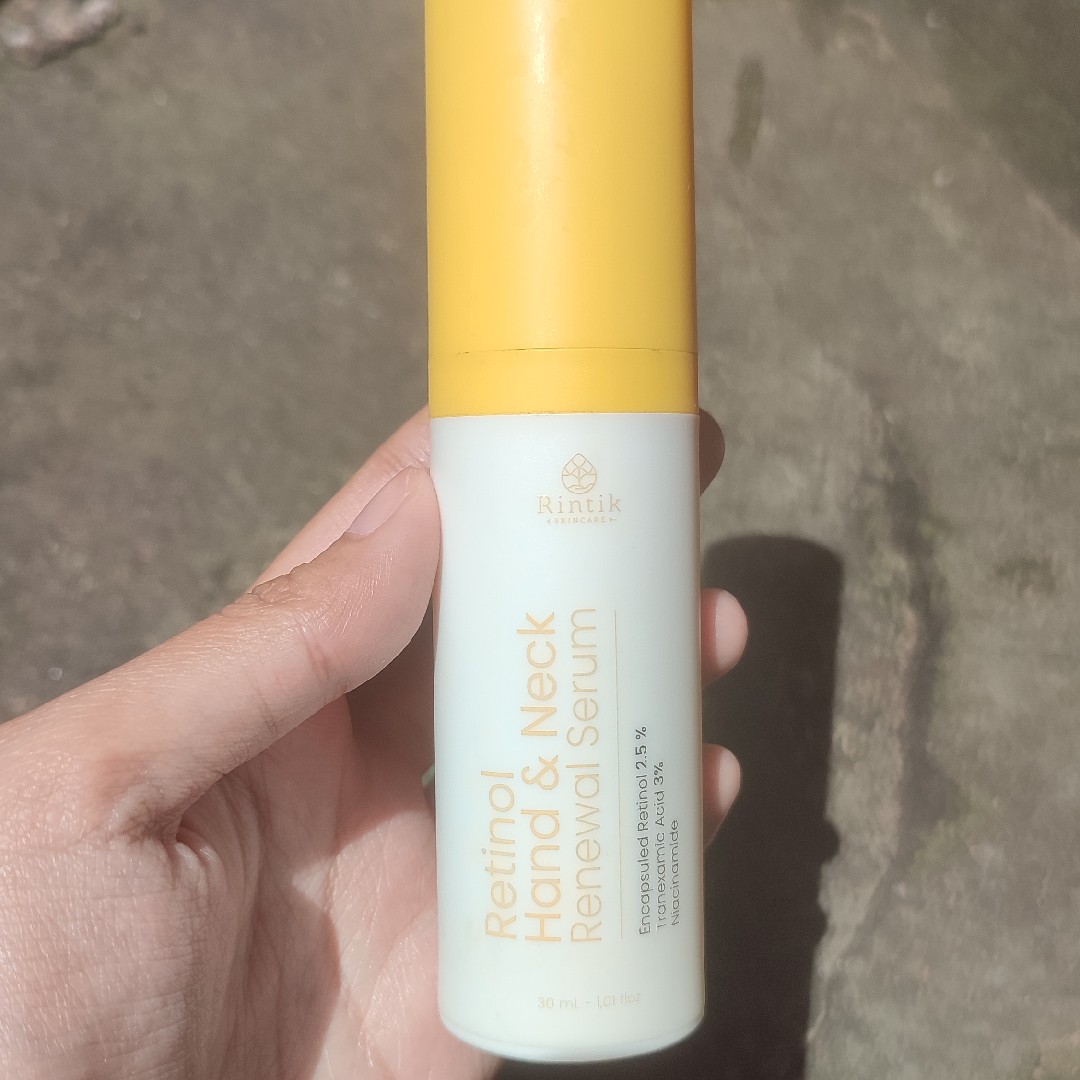 Rintik
SKINCARE
Retinol
Hand & Neck
Renewal Serum
Encapsuled Retinol 2.5 %
Tranexamic Acid 3%
Niacinamide
30 mL - 1,01 floz